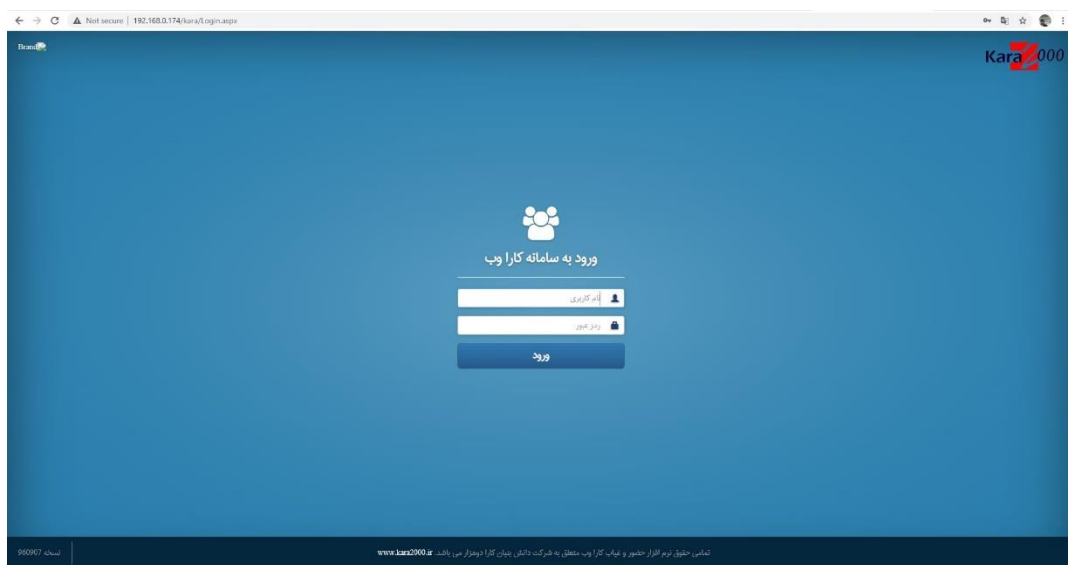 Not secure | 192.168.0.174/kara/Login.aspx
Brand
Kara2000
ورود به سامانه کارا وب
نام کاربری
رمز عبور
ورود
تمامی حقوق نرم افزار حضور و غیاب کارا وب متعلق به شرکت دانش بنیان کارا دوهزار می باشد. www.kara2000.ir
نسخه 960907